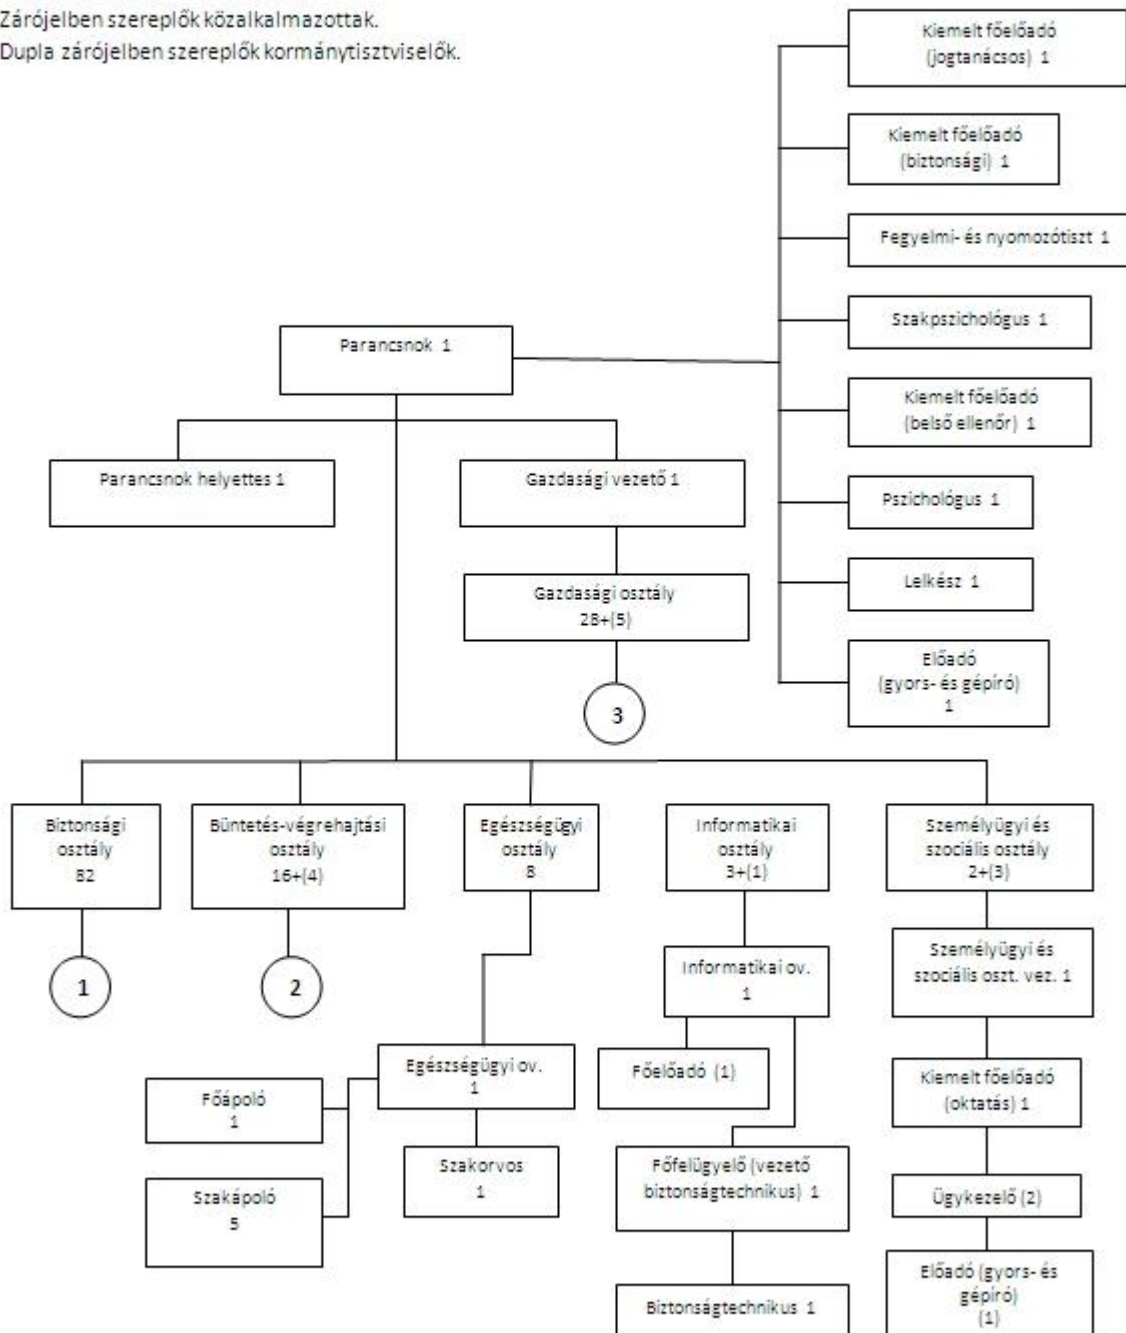 Zárójelben szereplők közalkalmazottak.
Dupla zárójelben szereplők kormánytisztviselők.
Kiemelt főelőadó
(jogtanácsos) 1
Kiemelt főelőadó
(biztonsági) 1
Fegyelmi- és nyomozótiszt 1
Szakpszichológus 1
Kiemelt főelőadó
(belső ellenőr) 1
Pszichológus 1
Lelkész 1
Előadó
(gyors- és gépíró)
1
Parancsnok 1
Parancsnok helyettes 1
Gazdasági vezető 1
Gazdasági osztály
28+(5)
3
Biztonsági
osztály
82
1
Büntetés-végrehajtási
osztály
16+(4)
2
Egészségügyi
osztály
8
Egészségügyi ov.
1
Főápoló
1
Szakápoló
5
Szakorvos
1
Informatikai
osztály
3+(1)
Informatikai ov.
1
Főelőadó (1)
Főfelügyelő (vezető
biztonságtechnikus) 1
Biztonságtechnikus 1
Személyügyi és
szociális osztály
2+(3)
Személyügyi és
szociális oszt. vez. 1
Kiemelt főelőadó
(oktatás) 1
Ügykezelő (2)
Előadó (gyors- és
gépíró)
(1)